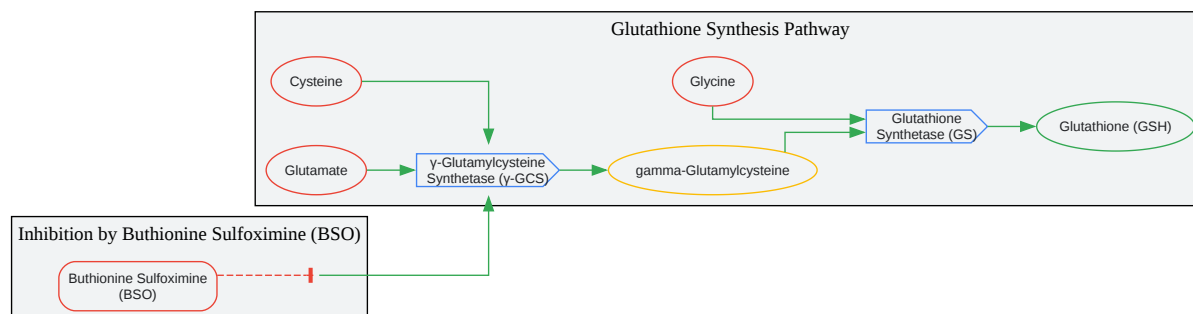 Glutathione Synthesis Pathway
Cysteine
Glycine
Glutathione
Synthetase (GS)
Glutathione (GSH)
Glutamate
γ-Glutamylcysteine
Synthetase (γ-GCS)
gamma-Glutamylcysteine
Inhibition by Buthionine Sulfoximine (BSO)
Buthionine Sulfoximine
(BSO)